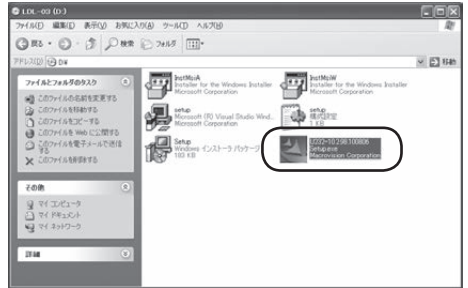 LDL-03 (D:)
ファイル(F) 編集(E) 表示(V) お気に入り(A) ツール(T) ヘルプ(H)
戻る 検索 フォルダ
アドレス(D) D:¥ 移動
ファイルとフォルダのタスク
このファイルの名前を変更する
このファイルを移動する
このファイルをコピーする
このファイルを Web に公開する
このファイルを電子メールで送信する
このファイルを削除する
その他
マイ コンピュータ
マイ ドキュメント
マイ ネットワーク
詳細
InstMsiA
Installer for the Windows Installer
Microsoft Corporation
InstMsiW
Installer for the Windows Installer
Microsoft Corporation
setup
Microsoft (R) Visual Studio Wind...
Microsoft Corporation
setup
構成設定
1 KB
Setup
Windows インストーラ パッケージ
103 KB
Setup.exe
Macrovision Corporation